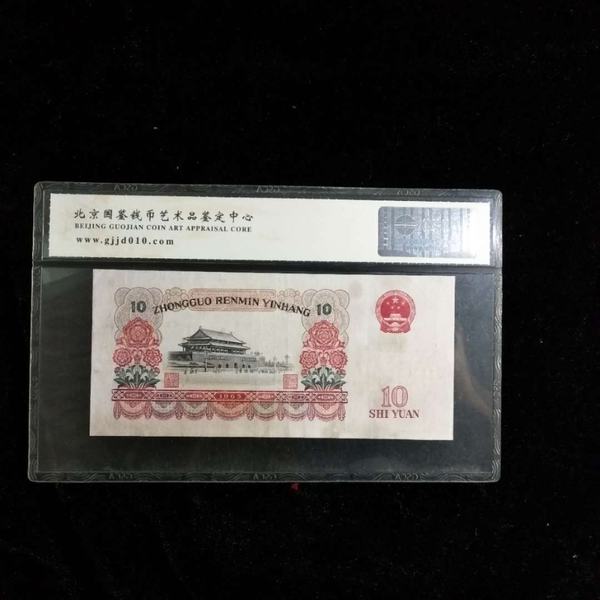 北京国鉴钱币艺术品鉴定中心
BEIJING GUOJIAN COIN ART APPRAISAL CORE
www.gjjd010.com
10 ZHONGGUO RENMIN YINHANG 10
1965
10
SHI YUAN